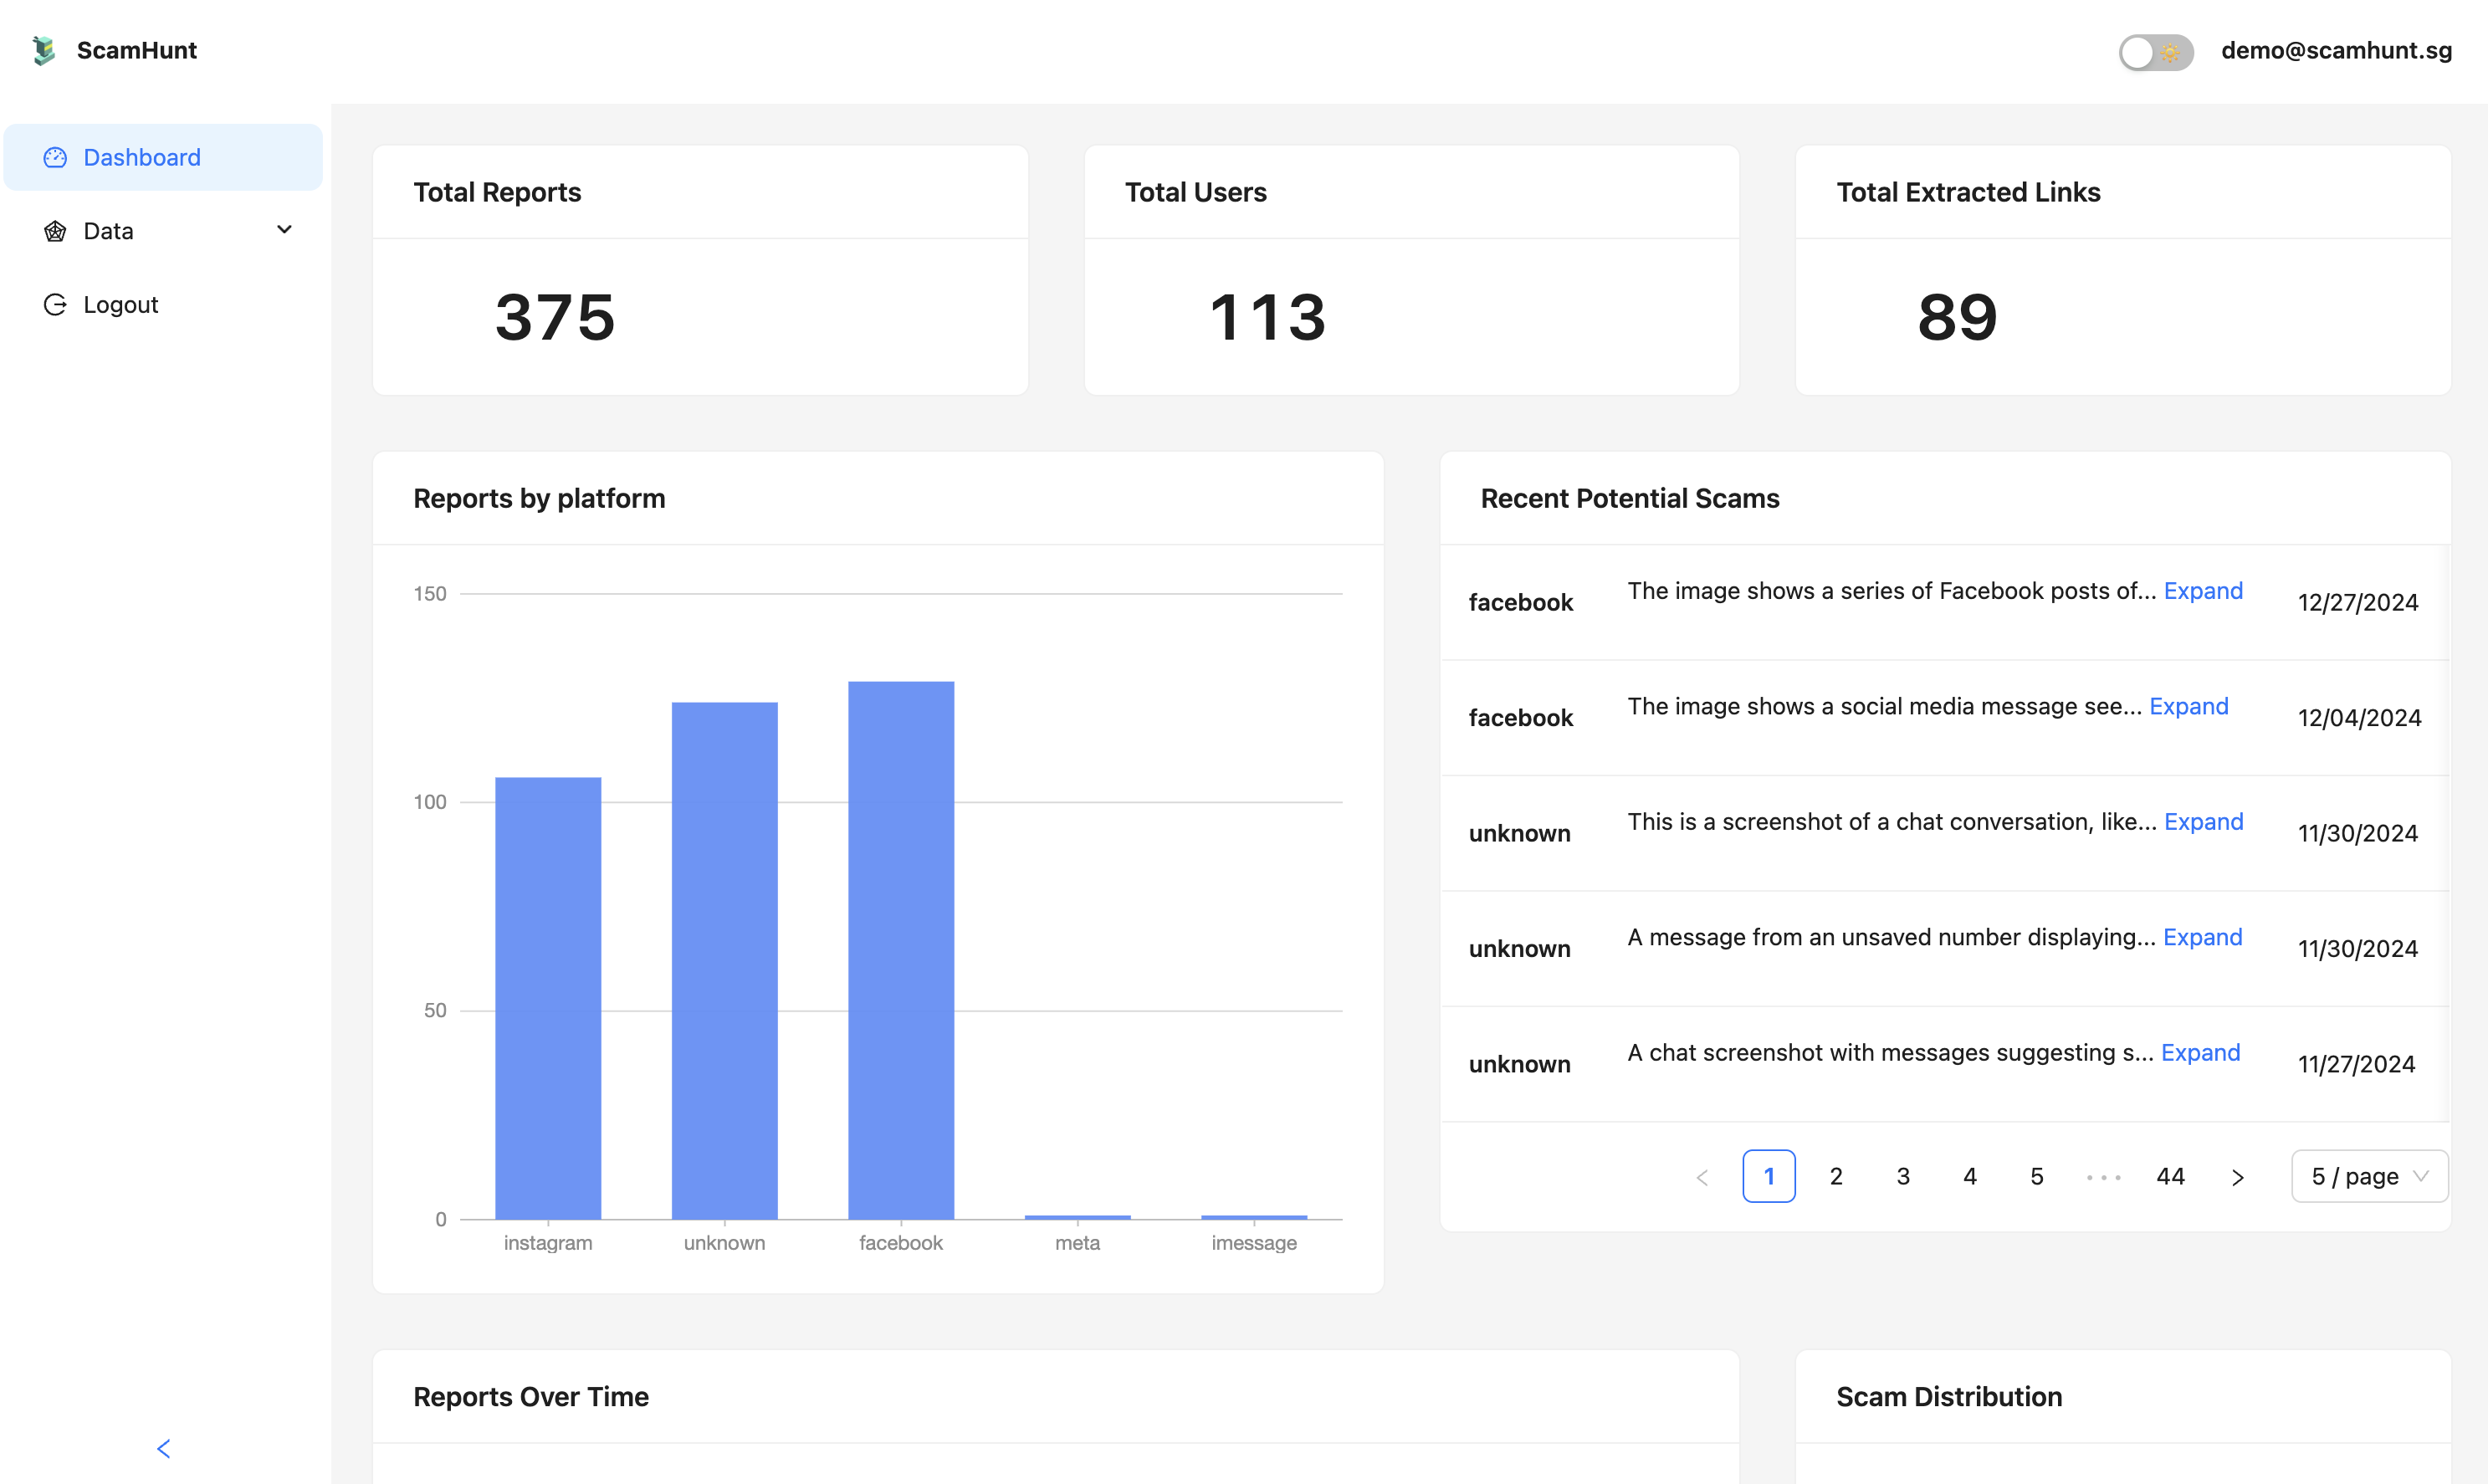 ScamHunt
demo@scamhunt.sg
Dashboard
Data
Logout
Total Reports
375
Total Users
113
Total Extracted Links
89
Reports by platform
150
100
50
0
instagram unknown facebook meta imessage
Recent Potential Scams
facebook The image shows a series of Facebook posts of... Expand 12/27/2024
facebook The image shows a social media message see... Expand 12/04/2024
unknown This is a screenshot of a chat conversation, like... Expand 11/30/2024
unknown A message from an unsaved number displaying... Expand 11/30/2024
unknown A chat screenshot with messages suggesting s... Expand 11/27/2024
< 1 2 3 4 5 ••• 44 > 5 / page
Reports Over Time
Scam Distribution